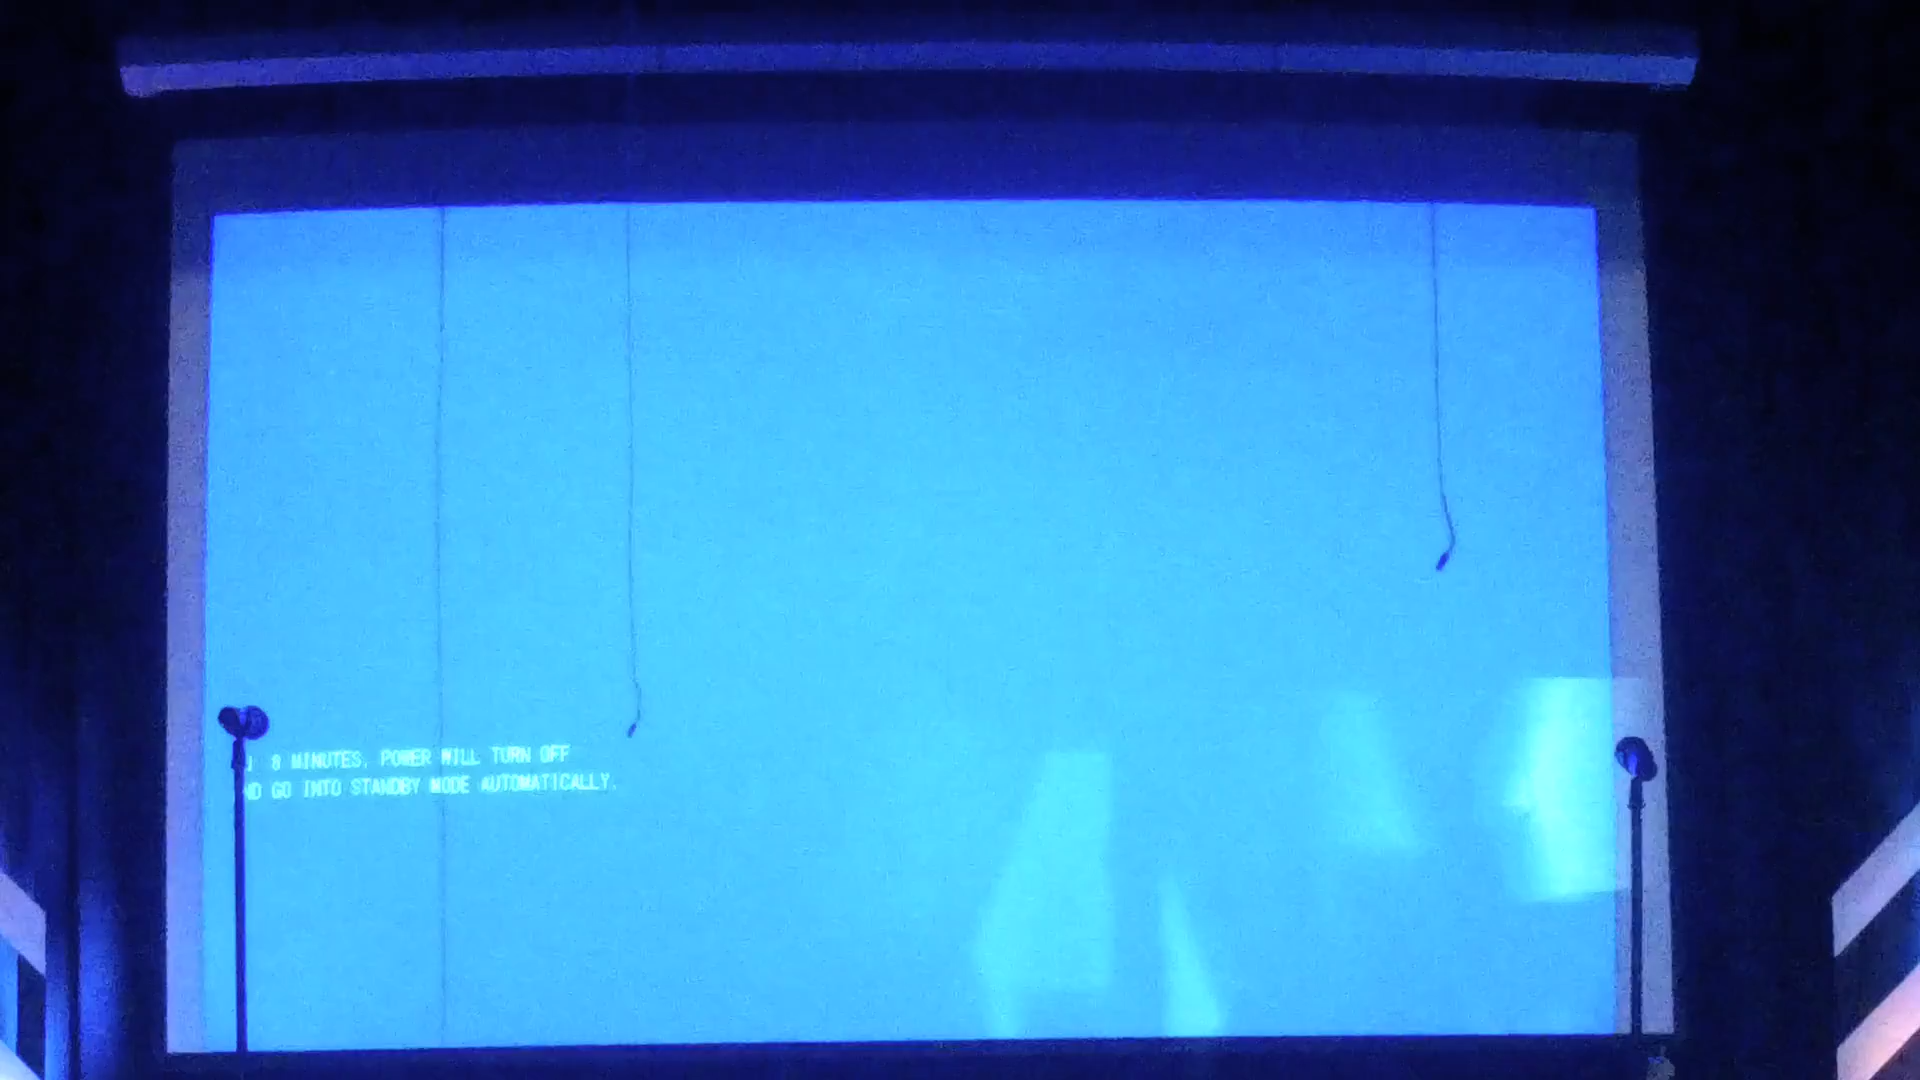 8 MINUTES, POWER WILL TURN OFF
GO INTO STANDBY MODE AUTOMATICALLY.